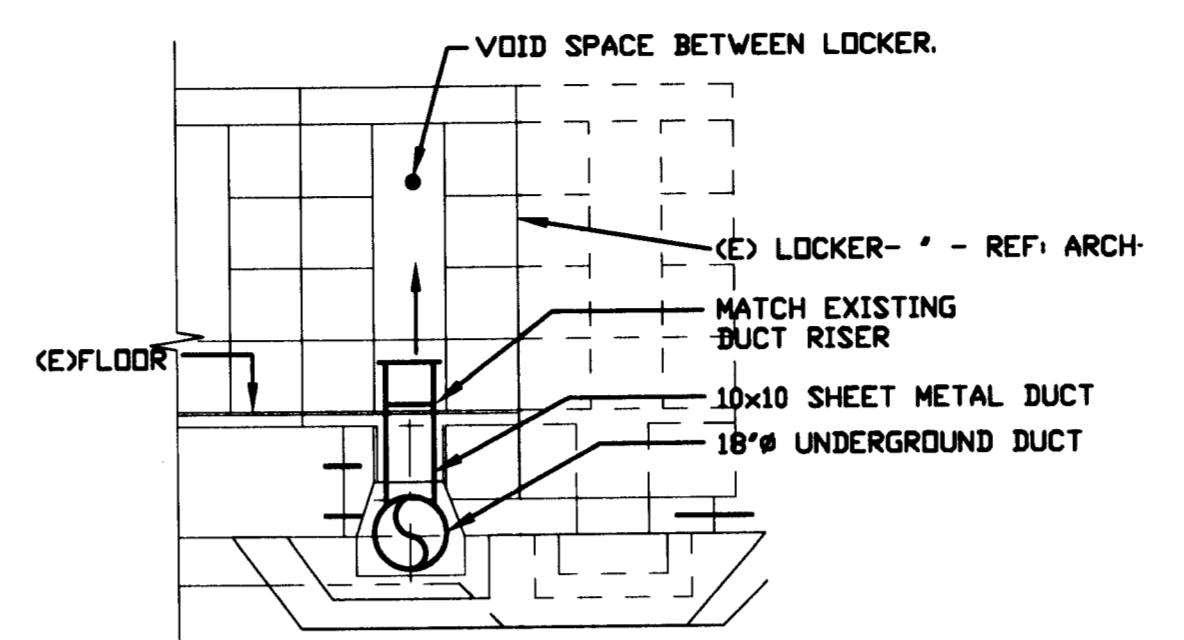 VOID SPACE BETWEEN LOCKER.
(E) LOCKER- " - REF: ARCH-
MATCH EXISTING
DUCT RISER
(E)FLOOR
10x10 SHEET METAL DUCT
18"Ø UNDERGROUND DUCT